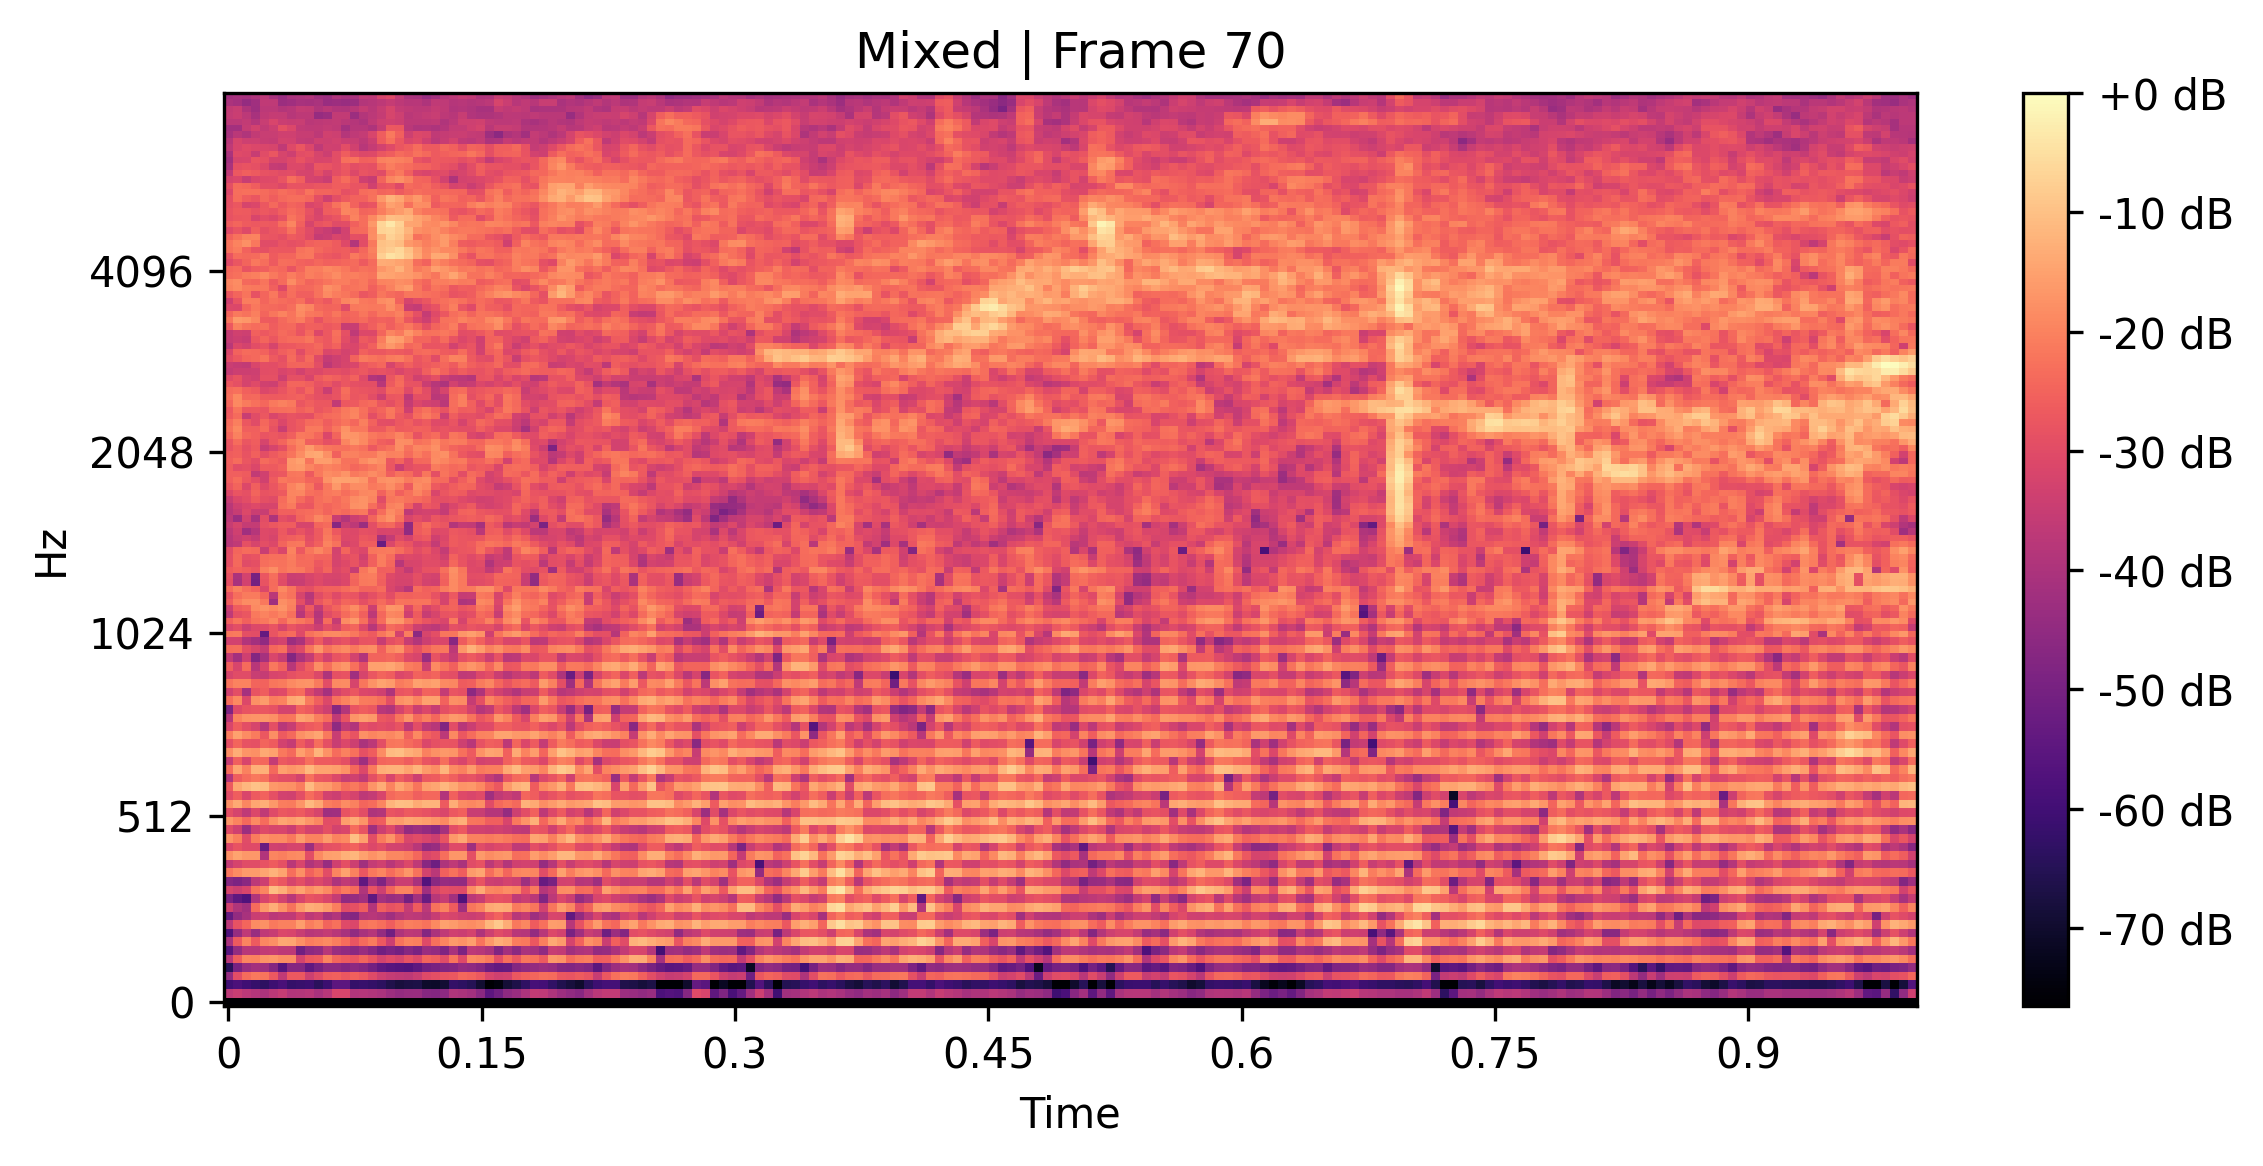 Mixed | Frame 70
+0 dB
-10 dB
-20 dB
-30 dB
-40 dB
-50 dB
-60 dB
-70 dB
4096
2048
1024
512
0
Hz
0 0.15 0.3 0.45 0.6 0.75 0.9
Time